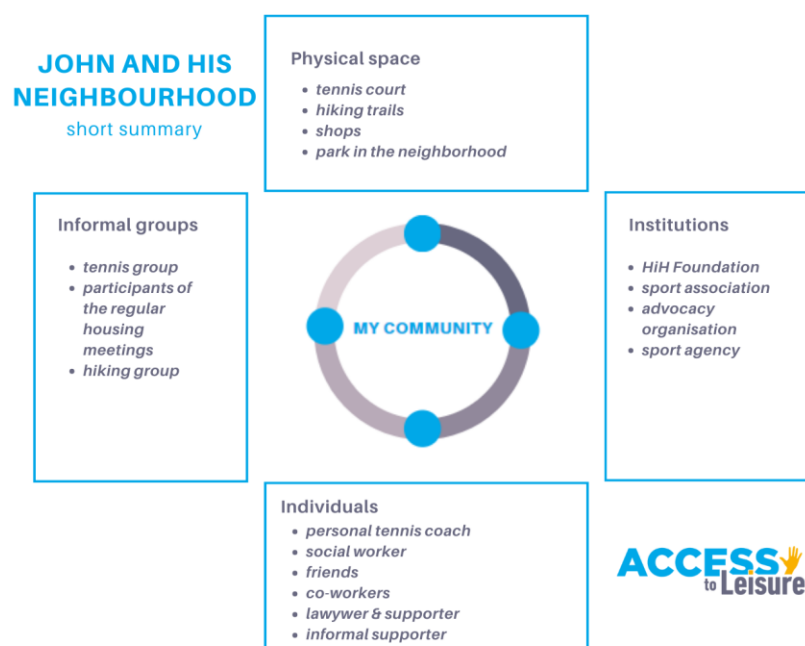 JOHN AND HIS
NEIGHBOURHOOD
short summary
Physical space
• tennis court
• hiking trails
• shops
• park in the neighborhood
Informal groups
• tennis group
• participants of
the regular
housing
meetings
• hiking group
MY COMMUNITY
Institutions
• HiH Foundation
• sport association
• advocacy
organisation
• sport agency
Individuals
• personal tennis coach
• social worker
• friends
• co-workers
• lawywer & supporter
• informal supporter
ACCESS
to Leisure